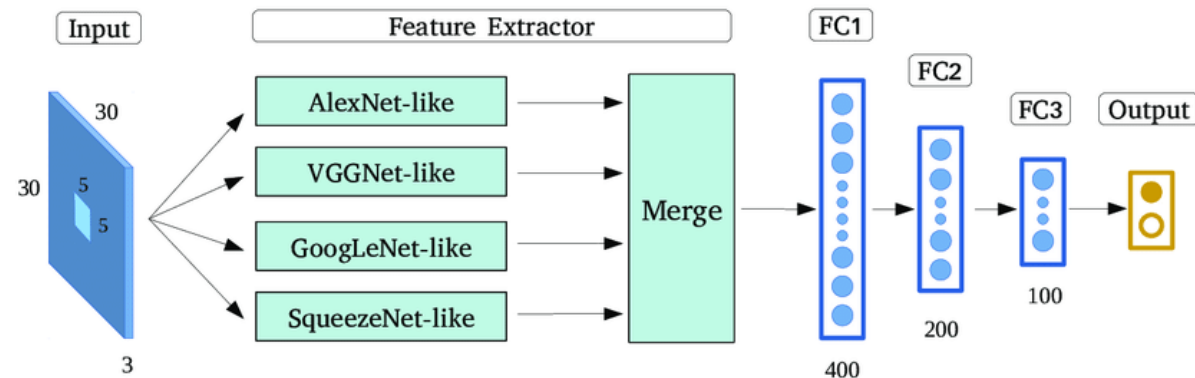 Input
Feature Extractor
FC1
FC2
FC3
Output
30
30
5
5
3
AlexNet-like
VGGNet-like
GoogLeNet-like
SqueezeNet-like
Merge
400
200
100